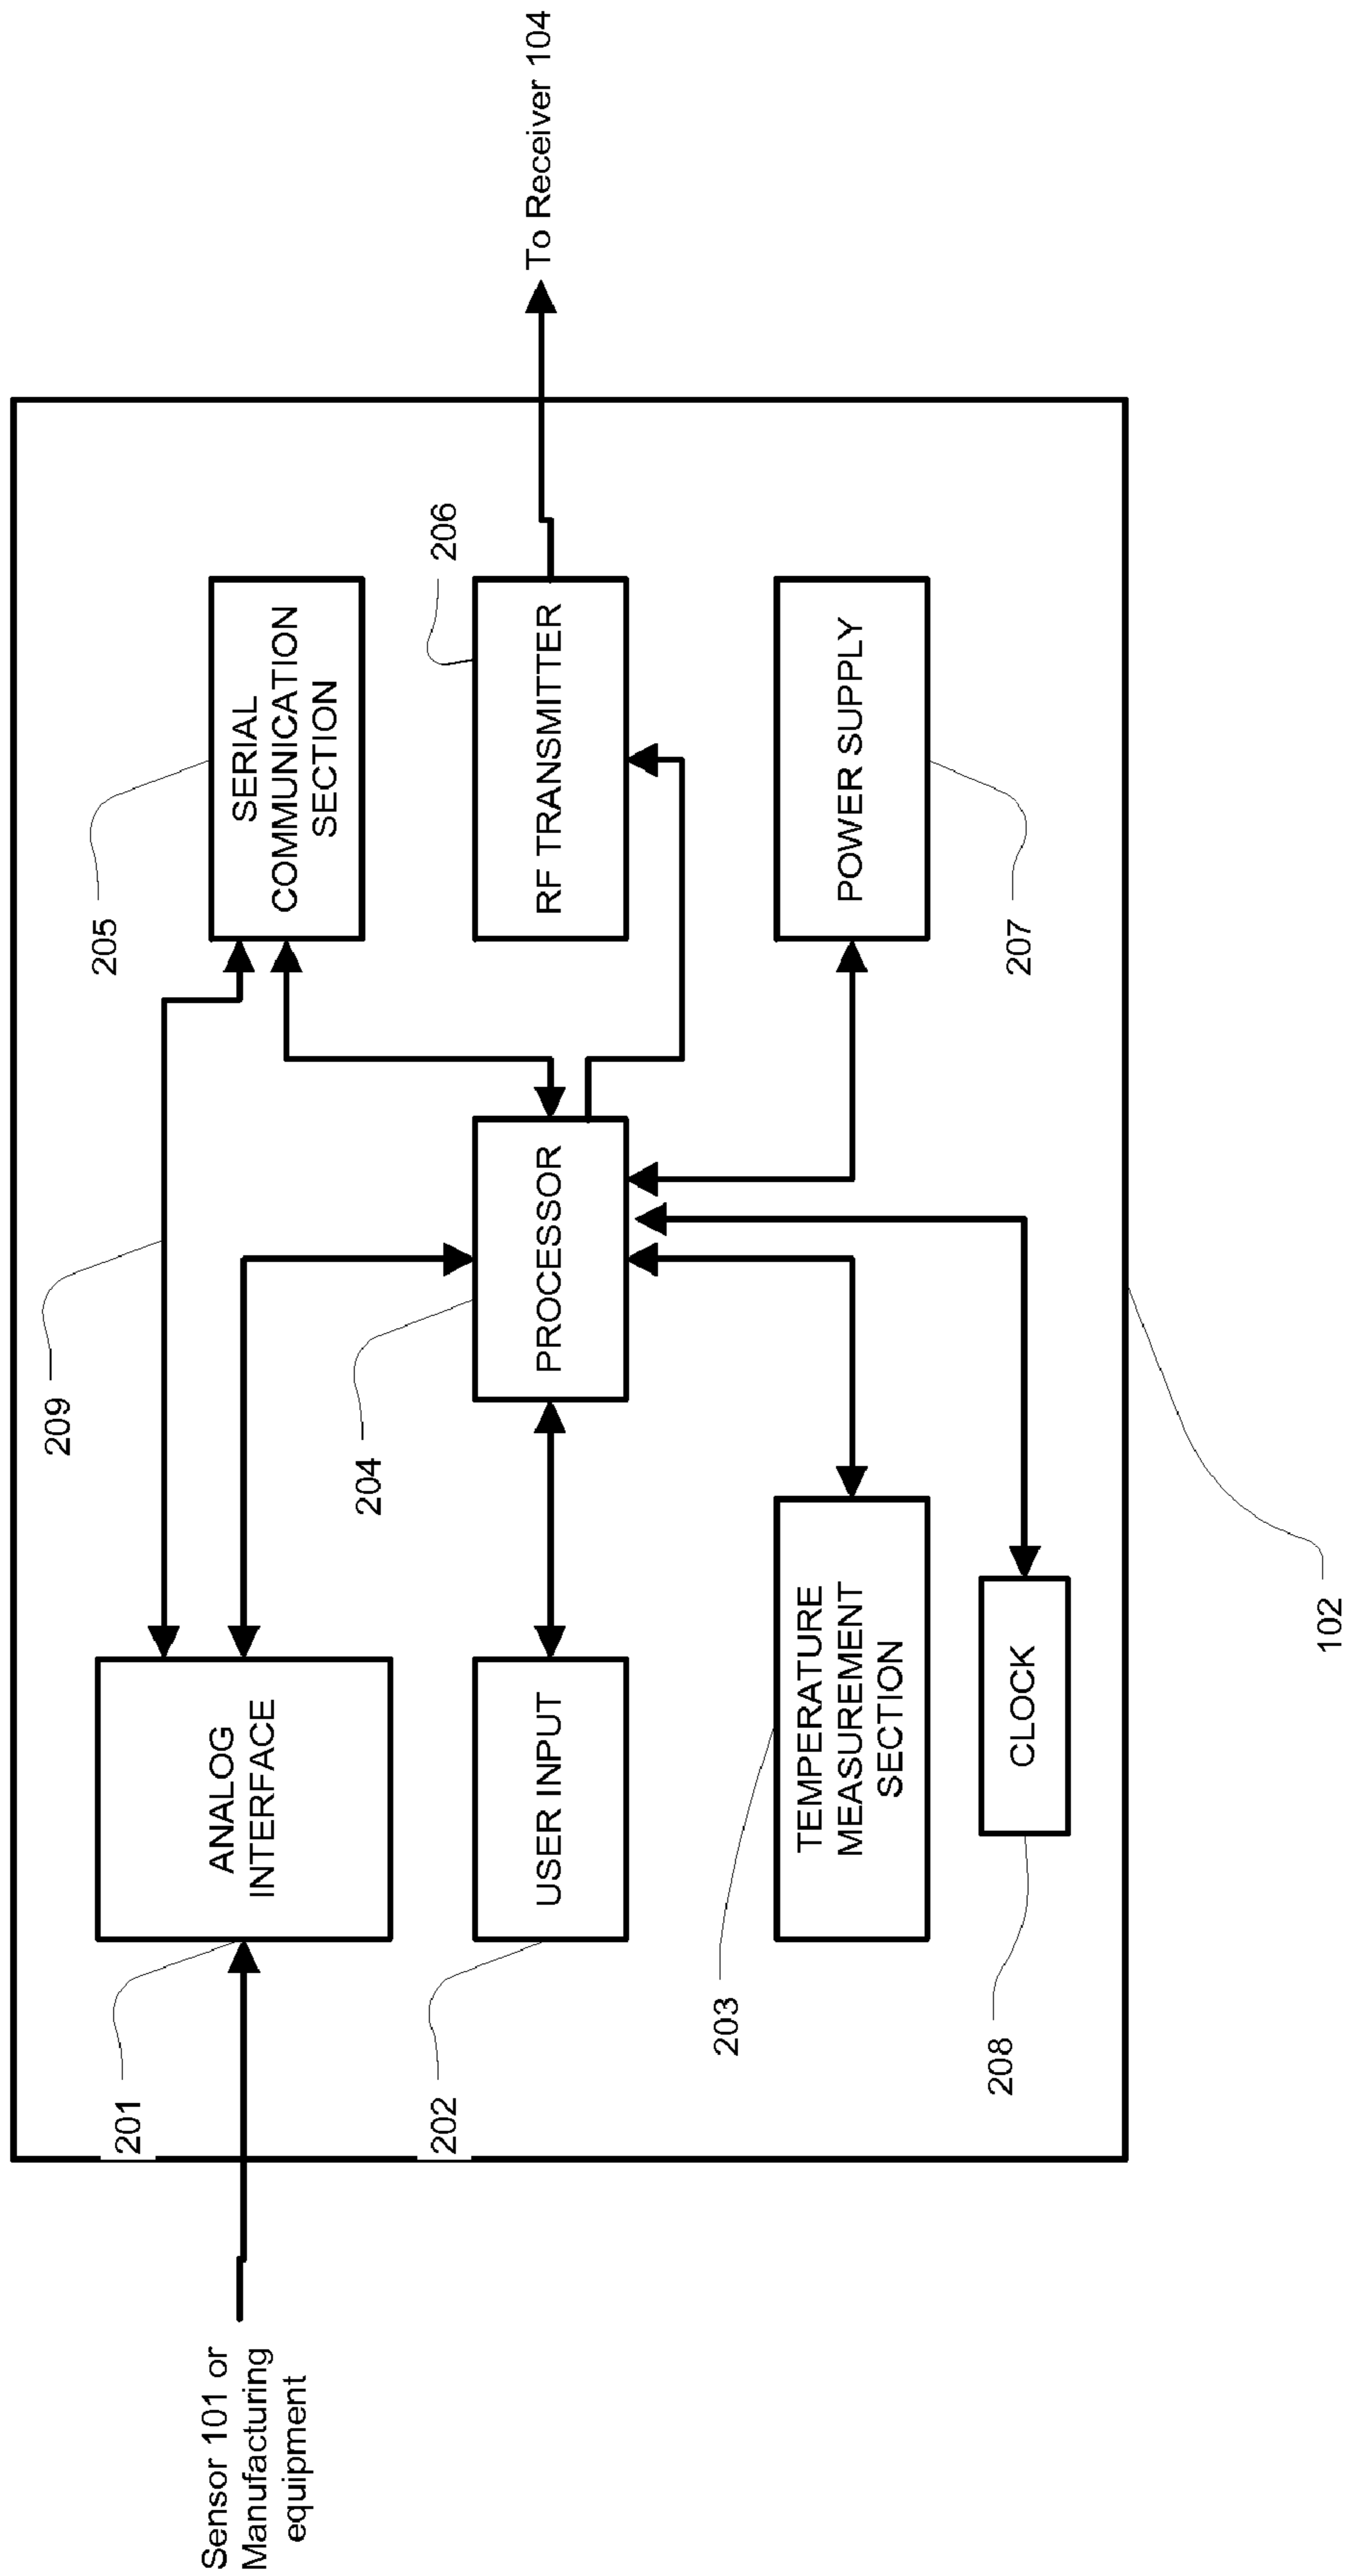 Sensor 101 or
Manufacturing
equipment
201
ANALOG
INTERFACE
209
205
SERIAL
COMMUNICATION
SECTION
202
USER INPUT
204
PROCESSOR
206
RF TRANSMITTER
To Receiver 104
203
TEMPERATURE
MEASUREMENT
SECTION
207
POWER SUPPLY
208
CLOCK
102